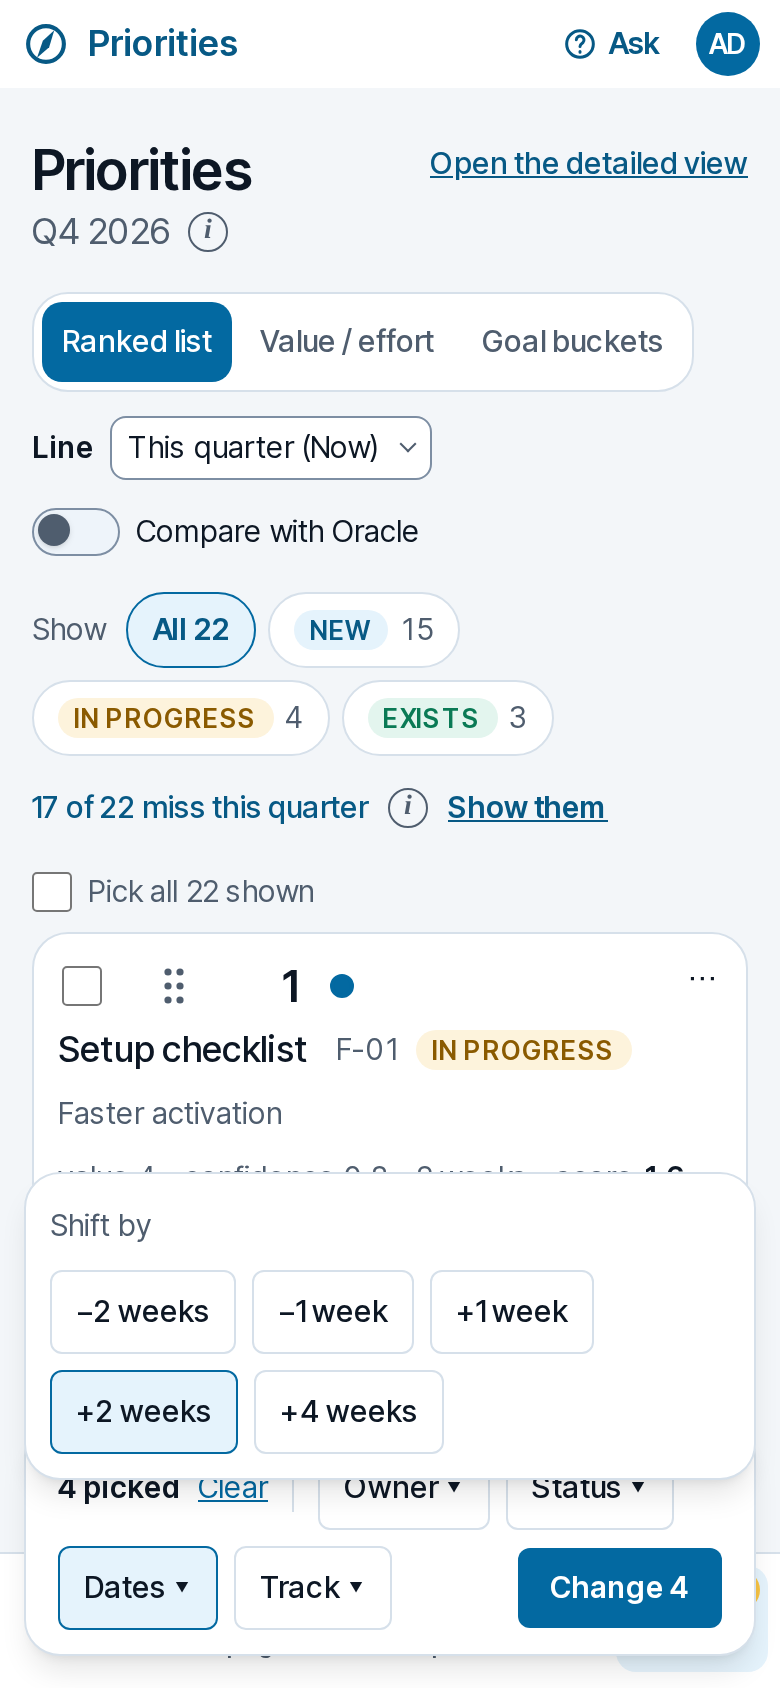 Priorities
Ask
AD
Priorities
Open the detailed view
Q4 2026 i
Ranked list
Value / effort
Goal buckets
Line
This quarter (Now)
Compare with Oracle
Show
All 22
NEW 15
IN PROGRESS 4
EXISTS 3
17 of 22 miss this quarter i Show them
Pick all 22 shown
1 ...
Setup checklist F-01 IN PROGRESS
Faster activation
Shift by
−2 weeks
−1 week
+1 week
+2 weeks
+4 weeks
4 picked Clear Owner ▾ Status ▾
Dates ▾ Track ▾ Change 4